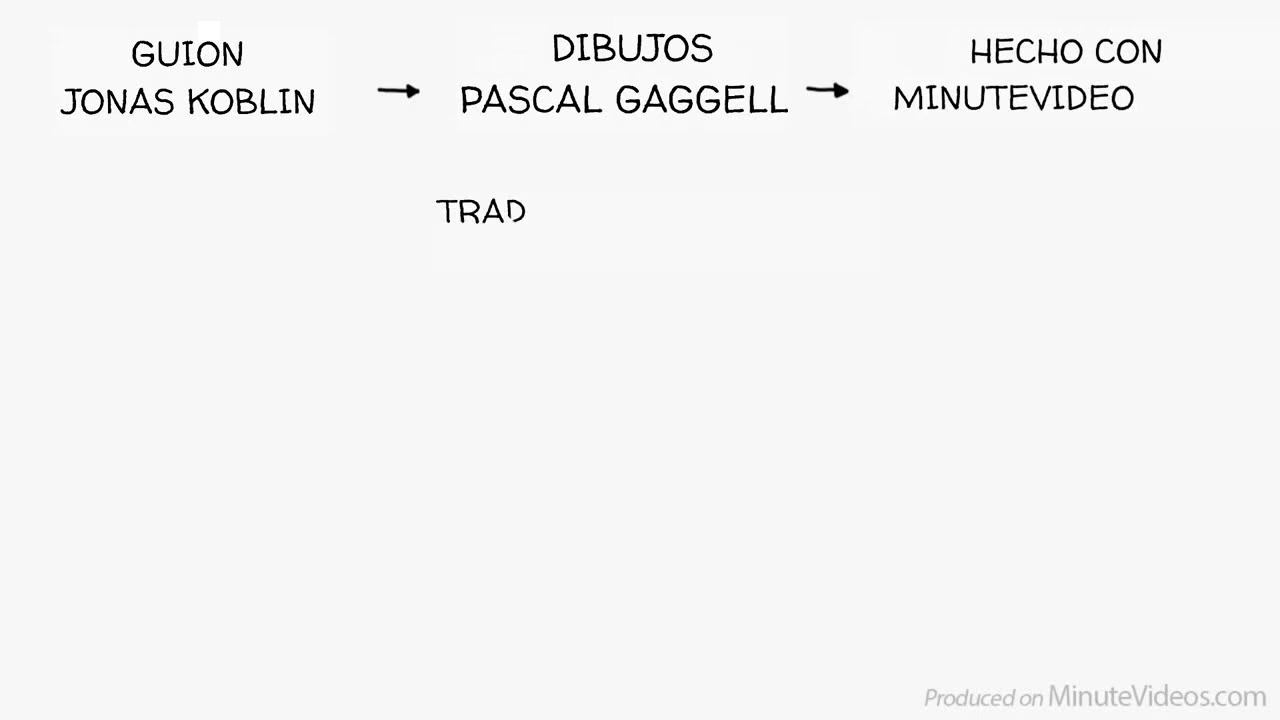 GUION
JONAS KOBLIN
DIBUJOS
PASCAL GAGGELL
HECHO CON
MINUTEVIDEO
TRAD
Produced on MinuteVideos.com